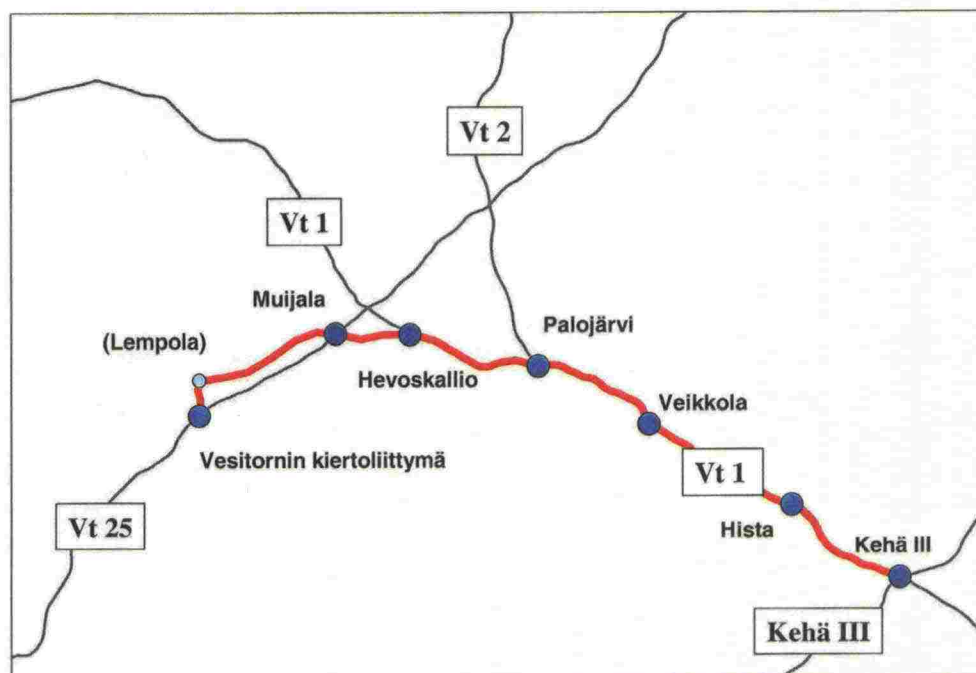 Vt 2
Vt 1
Muijala
(Lempola)
Palojärvi
Hevoskallio
Veikkola
Vesitornin kiertoliittymä
Vt 1
Vt 25
Hista
Kehä III
Kehä III